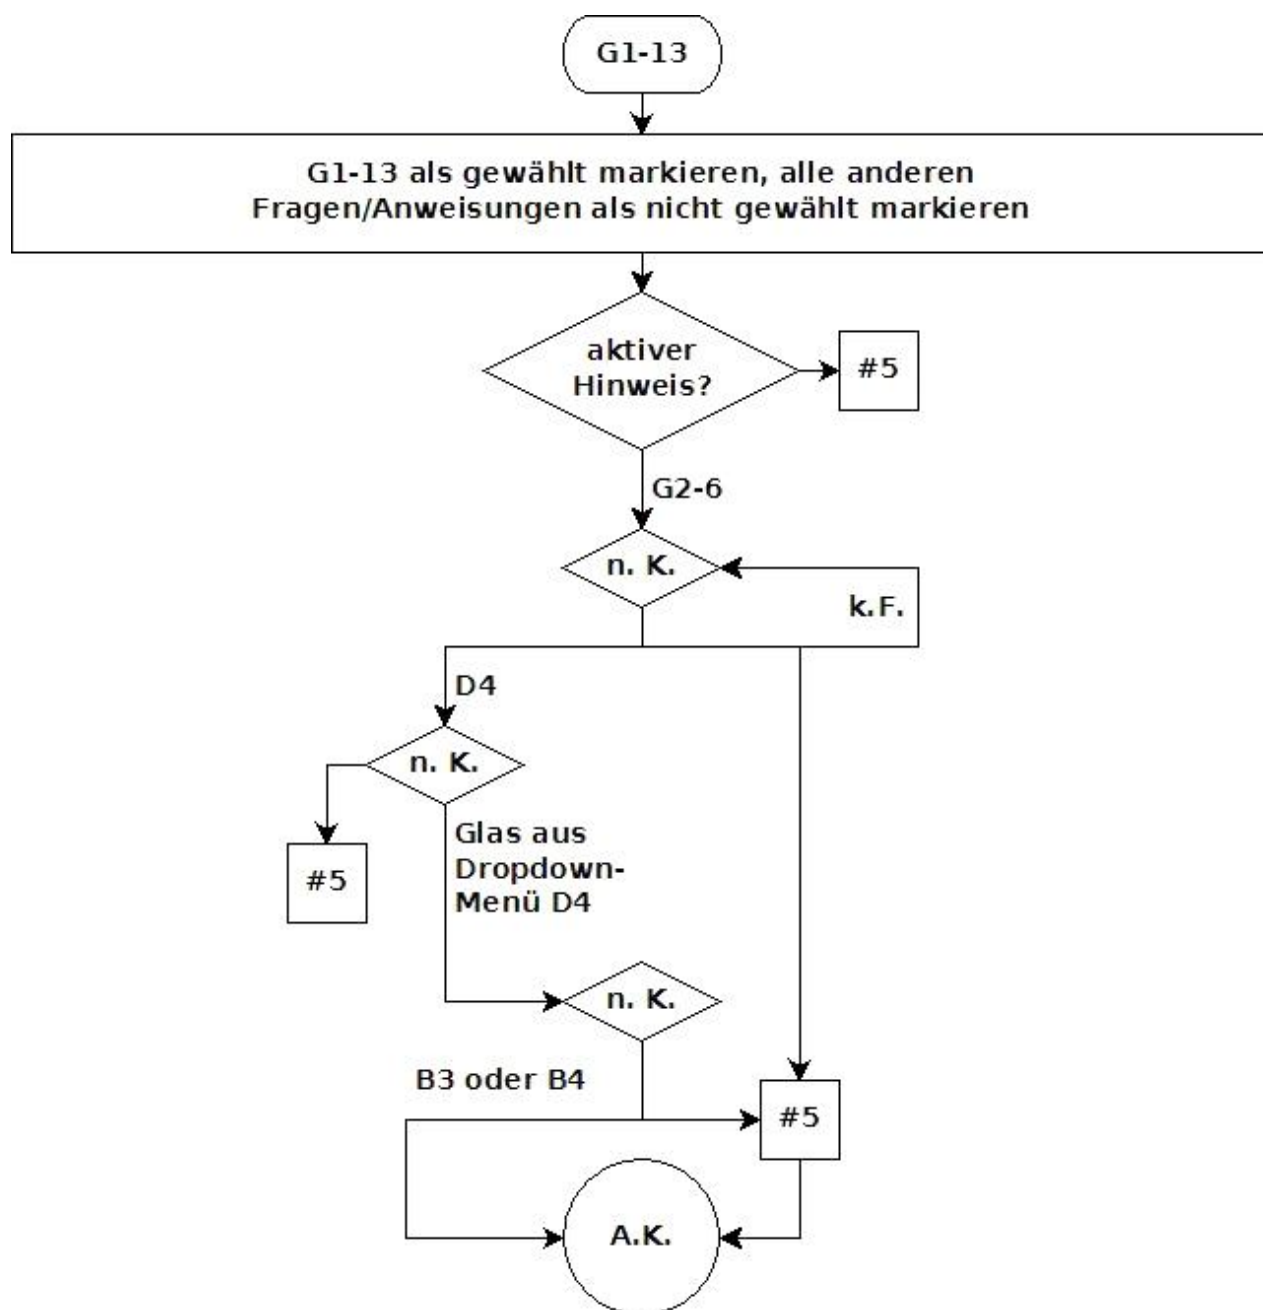 G1-13
G1-13 als gewählt markieren, alle anderen
Fragen/Anweisungen als nicht gewählt markieren
aktiver
Hinweis?
#5
G2-6
n. K.
k.F.
D4
n. K.
#5
Glas aus
Dropdown-
Menü D4
n. K.
B3 oder B4
#5
A.K.